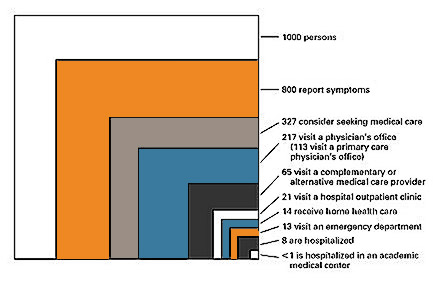 1000 persons
800 report symptoms
327 consider seeking medical care
217 visit a physician's office
(113 visit a primary care
physician's office)
65 visit a complementary or
alternative medical care provider
21 visit a hospital outpatient clinic
14 receive home health care
13 visit an emergency department
8 are hospitalized
<1 is hospitalized in an academic
medical center